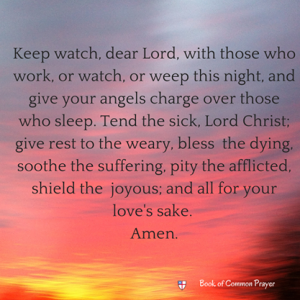 Keep watch, dear Lord, with those who
work, or watch, or weep this night, and
give your angels charge over those
who sleep. Tend the sick, Lord Christ;
give rest to the weary, bless the dying,
soothe the suffering, pity the afflicted,
shield the joyous; and all for your
love's sake.
Amen.
Book of Common Prayer